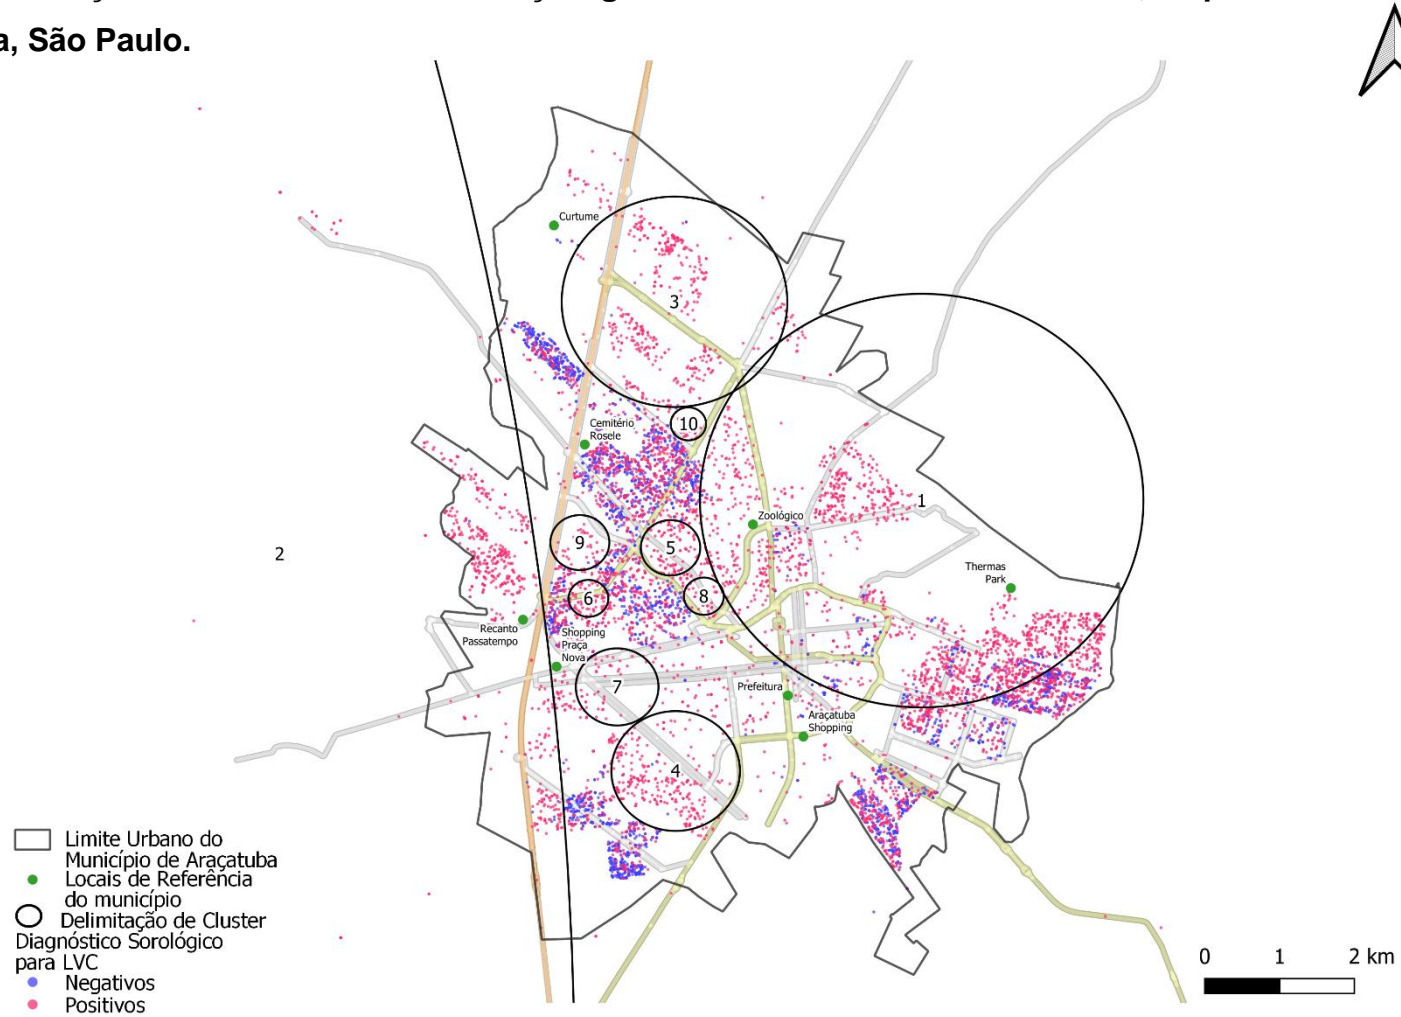 a, São Paulo.
Curtume
3
10
Cemitério
Rosele
1
Zoológico
9
5
2
Thermas
Park
6
8
Recanto
Passatempo
Shopping
Praça
Nova
7
Prefeitura
Araçatuba
Shopping
4
Limite Urbano do
Município de Araçatuba
Locais de Referência
do município
Delimitação de Cluster
Diagnóstico Sorológico
para LVC
Negativos
Positivos
0 1 2 km